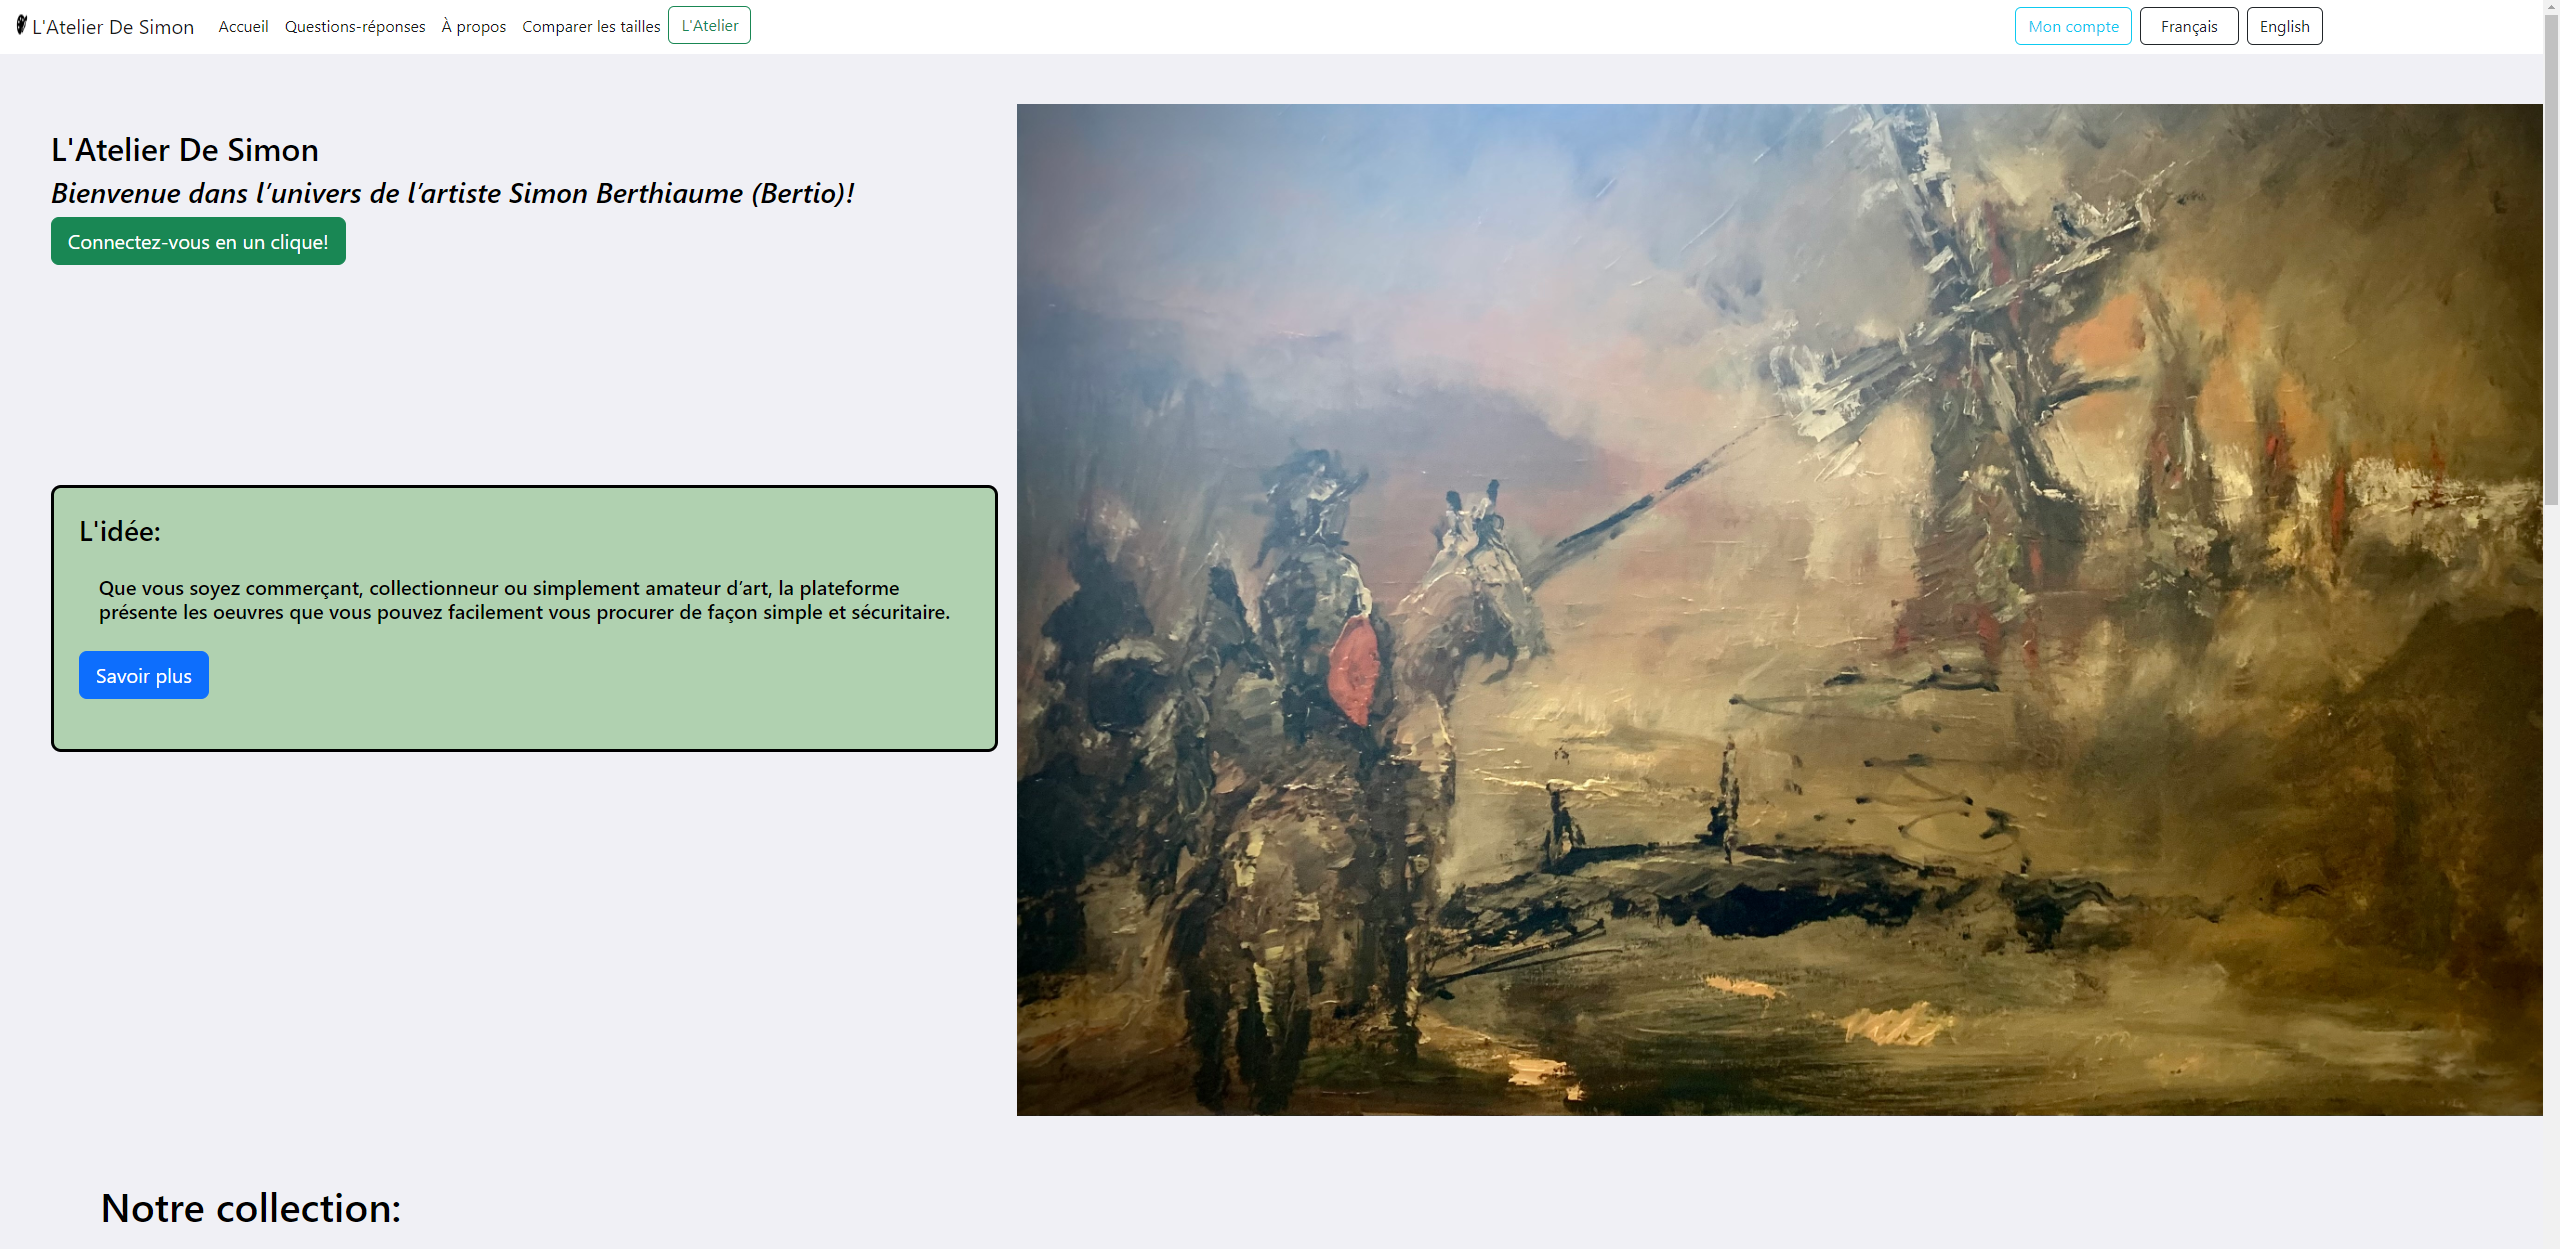 L'Atelier De Simon Accueil Questions-réponses À propos Comparer les tailles L'Atelier Mon compte Français English
L'Atelier De Simon
Bienvenue dans l’univers de l’artiste Simon Berthiaume (Bertio)!
Connectez-vous en un clique!
L'idée:
Que vous soyez commerçant, collectionneur ou simplement amateur d’art, la plateforme
présente les oeuvres que vous pouvez facilement vous procurer de façon simple et sécuritaire.
Savoir plus
Notre collection: